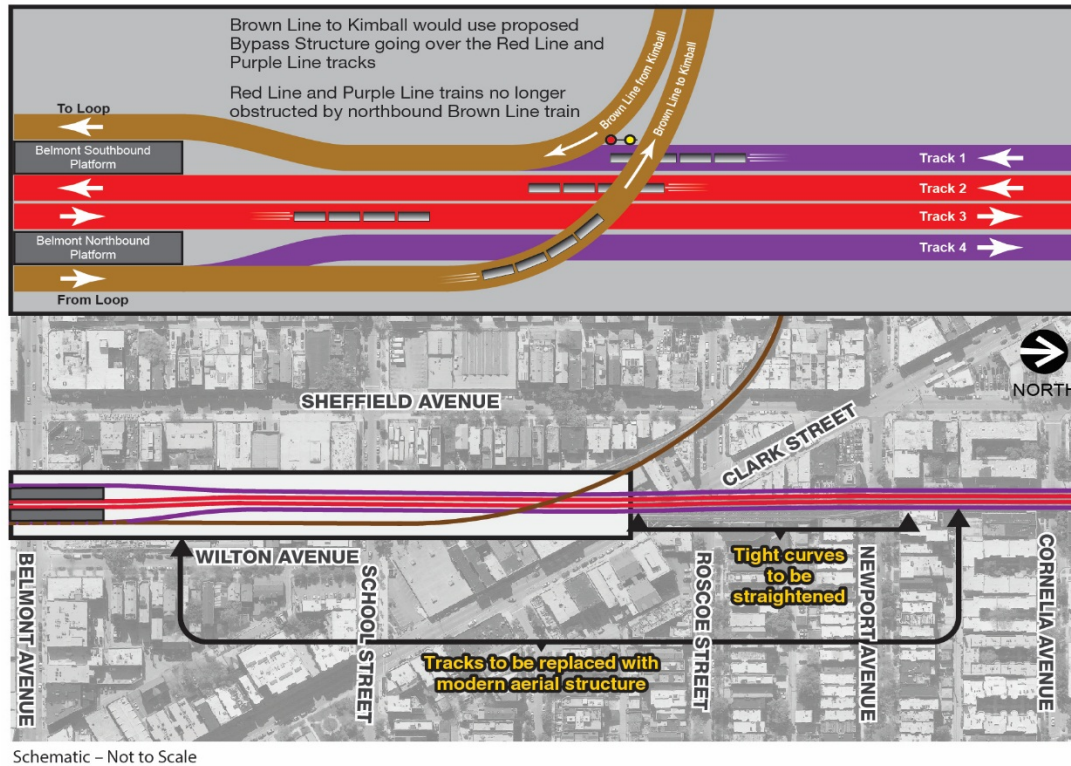 Brown Line to Kimball would use proposed
Bypass Structure going over the Red Line and
Purple Line tracks
Red Line and Purple Line trains no longer
obstructed by northbound Brown Line train
Brown Line from Kimball
Brown Line to Kimball
To Loop
Belmont Southbound
Platform
Track 1
Track 2
Track 3
Belmont Northbound
Platform
Track 4
From Loop
NORTH
SHEFFIELD AVENUE
CLARK STREET
BELMONT AVENUE
WILTON AVENUE
SCHOOL STREET
ROSCOE STREET
Tight curves
to be
straightened
NEWPORT AVENUE
CORNELIA AVENUE
Tracks to be replaced with
modern aerial structure
Schematic – Not to Scale